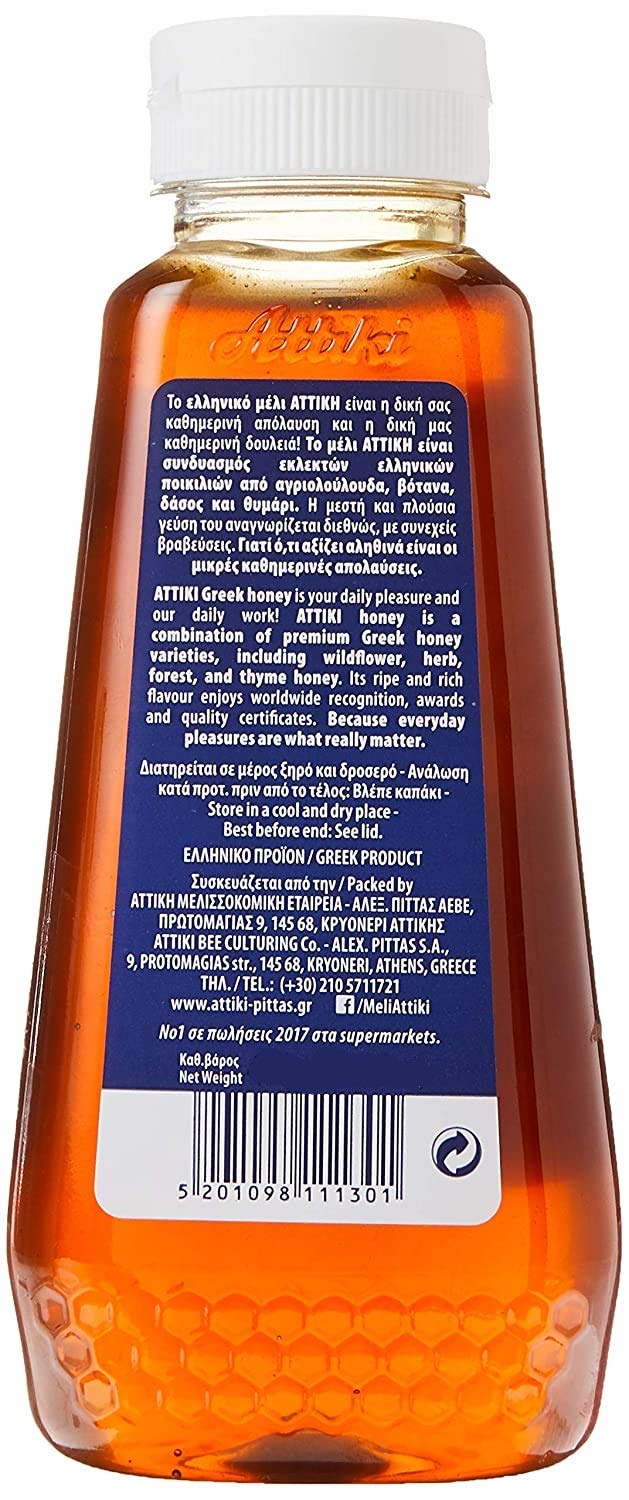 Attiki
Το ελληνικό μέλι ΑΤΤΙΚΗ είναι η δική σας
καθημερινή απόλαυση και η δική μας
καθημερινή δουλειά! Το μέλι ΑΤΤΙΚΗ είναι
συνδυασμός εκλεκτών ελληνικών
ποικιλιών από αγριολούλουδα, βότανα,
δάσος και θυμάρι. Η μεστή και πλούσια
γεύση του αναγνωρίζεται διεθνώς, με συνεχείς
βραβεύσεις. Γιατί ό,τι αξίζει αληθινά είναι οι
μικρές καθημερινές απολαύσεις.
ATTIKI Greek honey is your daily pleasure and
our daily work! ATTIKI honey is a
combination of premium Greek honey
varieties, including wildflower, herb,
forest, and thyme honey. Its ripe and rich
flavour enjoys worldwide recognition, awards
and quality certificates. Because everyday
pleasures are what really matter.
Διατηρείται σε μέρος ξηρό και δροσερό - Ανάλωση
κατά προτ. πριν από το τέλος: Βλέπε καπάκι -
Store in a cool and dry place -
Best before end: See lid.
ΕΛΛΗΝΙΚΟ ΠΡΟΪΟΝ / GREEK PRODUCT
Συσκευάζεται από την / Packed by
ΑΤΤΙΚΗ ΜΕΛΙΣΣΟΚΟΜΙΚΗ ΕΤΑΙΡΕΙΑ - ΑΛΕΞ. ΠΙΤΤΑΣ ΑΕΒΕ,
ΠΡΩΤΟΜΑΓΙΑΣ 9, 145 68, ΚΡΥΟΝΕΡΙ ΑΤΤΙΚΗΣ
ATTIKI BEE CULTURING Co. - ALEX. PITTAS S.A.,
9, PROTOMAGIAS str., 145 68, KRYONERI, ATHENS, GREECE
ΤΗΛ. / TEL.: (+30) 210 5711721
www.attiki-pittas.gr f /MeliAttiki
Νο1 σε πωλήσεις 2017 στα supermarkets.
Καθ.βάρος
Net Weight
5 201098 111301